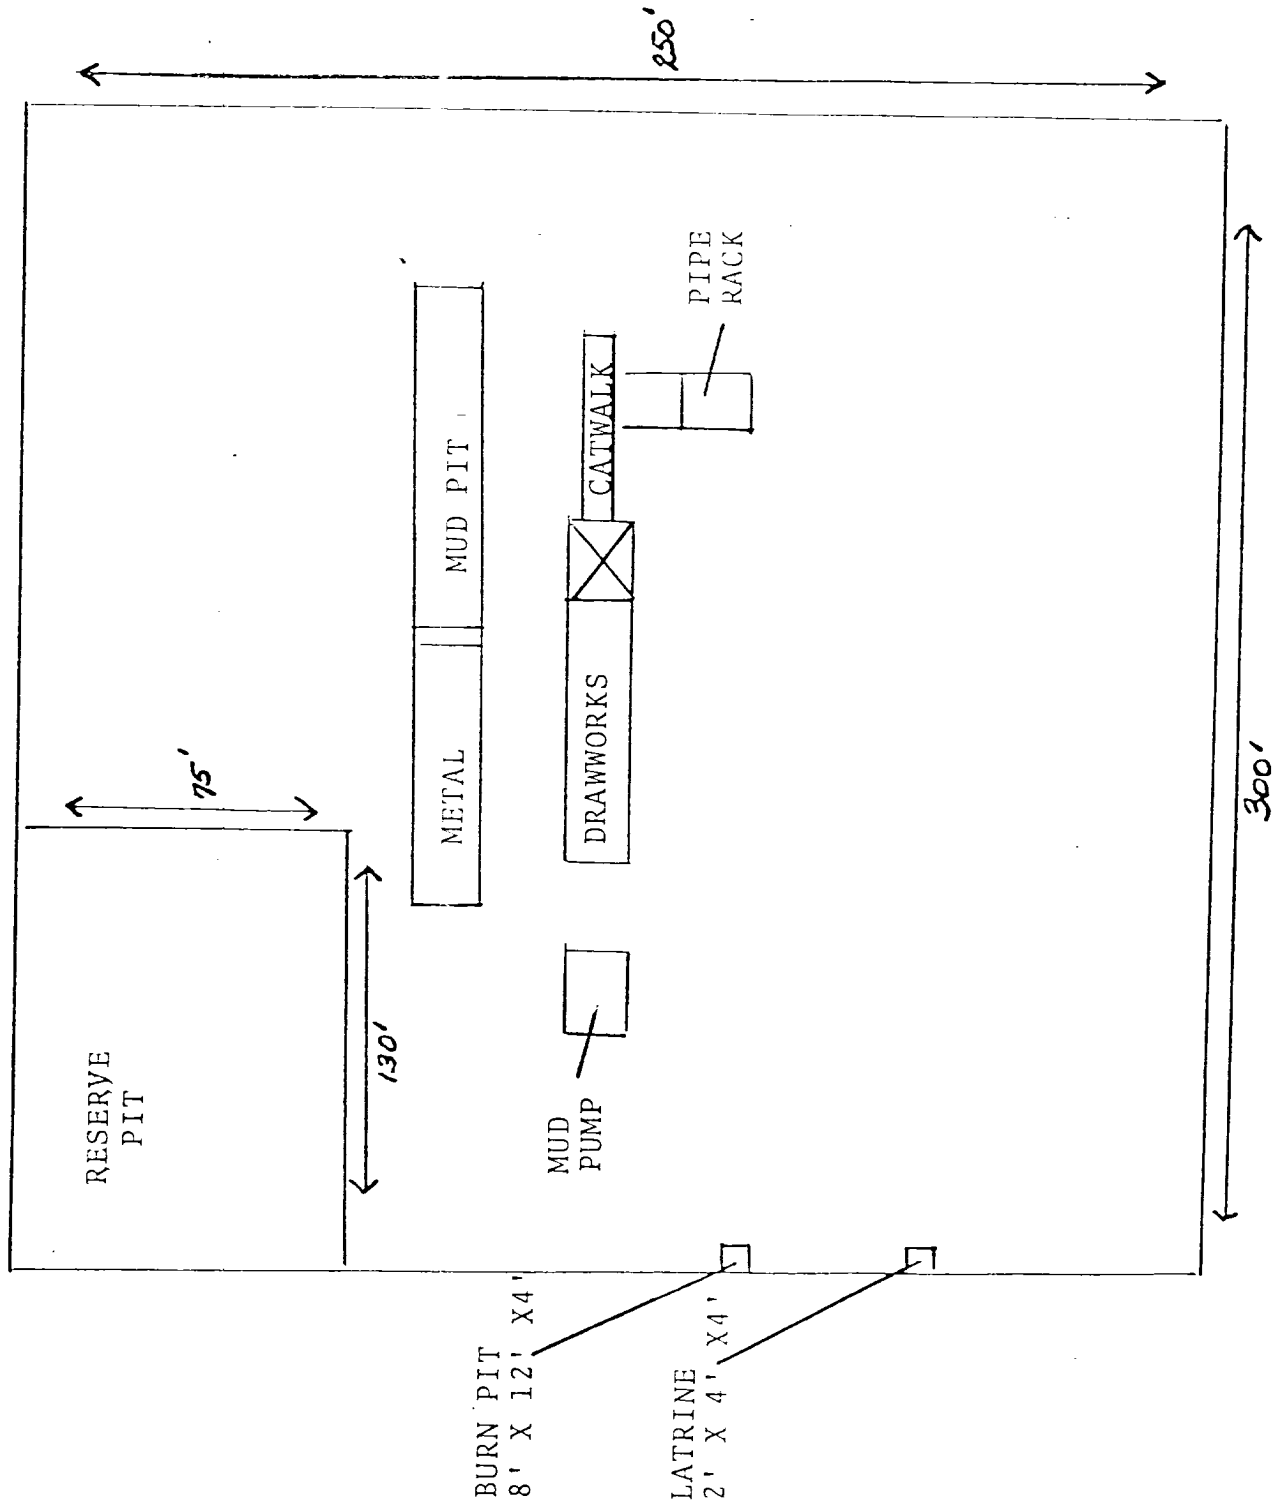 250'
75'
RESERVE
PIT
130'
METAL MUD PIT
MUD
PUMP
DRAWWORKS
CATWALK
PIPE
RACK
BURN PIT
8' X 12' X4'
LATRINE
2' X 4' X4'
300'